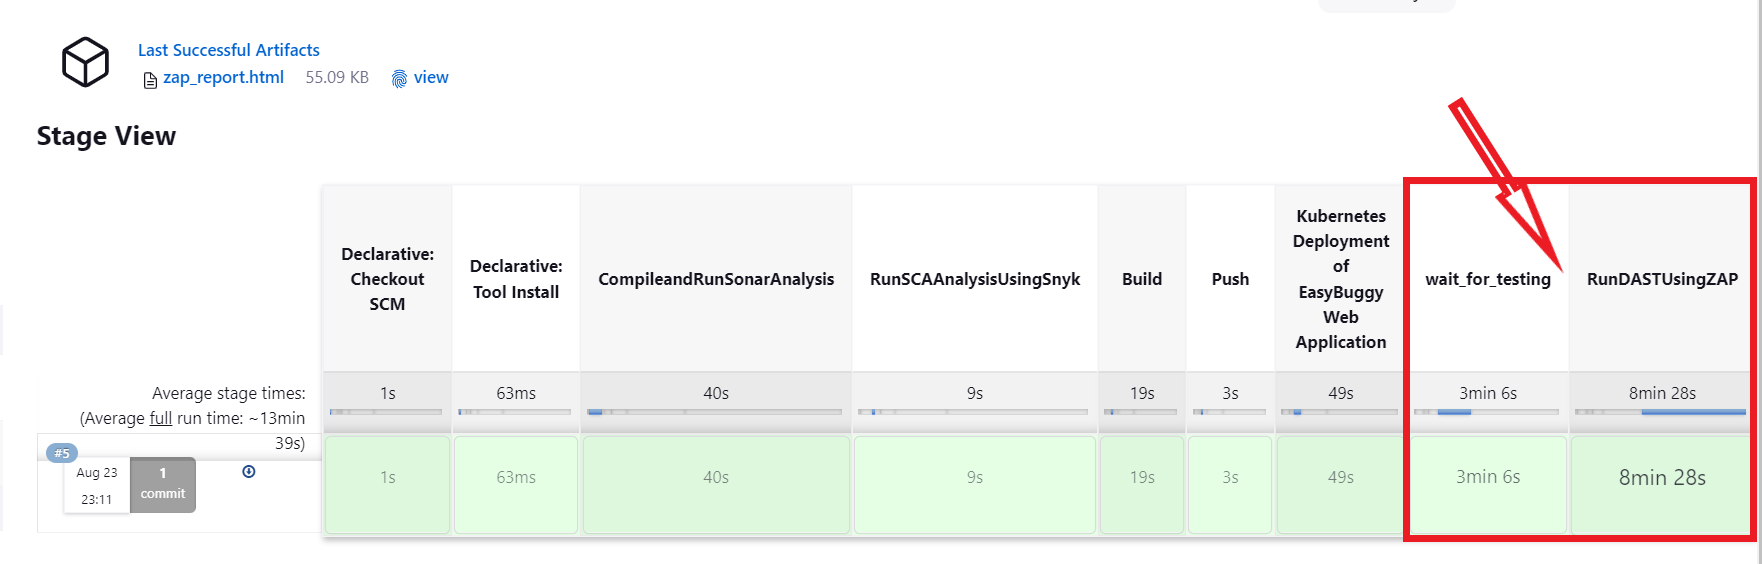 Last Successful Artifacts
zap_report.html 55.09 KB view
Stage View
Declarative:
Checkout
SCM
Declarative:
Tool Install
CompileandRunSonarAnalysis
RunSCAAnalysisUsingSnyk
Build
Push
Kubernetes
Deployment
of
EasyBuggy
Web
Application
wait_for_testing
RunDASTUsingZAP
Average stage times:
(Average full run time: ~13min
39s)
1s
63ms
40s
9s
19s
3s
49s
3min 6s
8min 28s
#5
Aug 23
23:11
1
commit
1s
63ms
40s
9s
19s
3s
49s
3min 6s
8min 28s